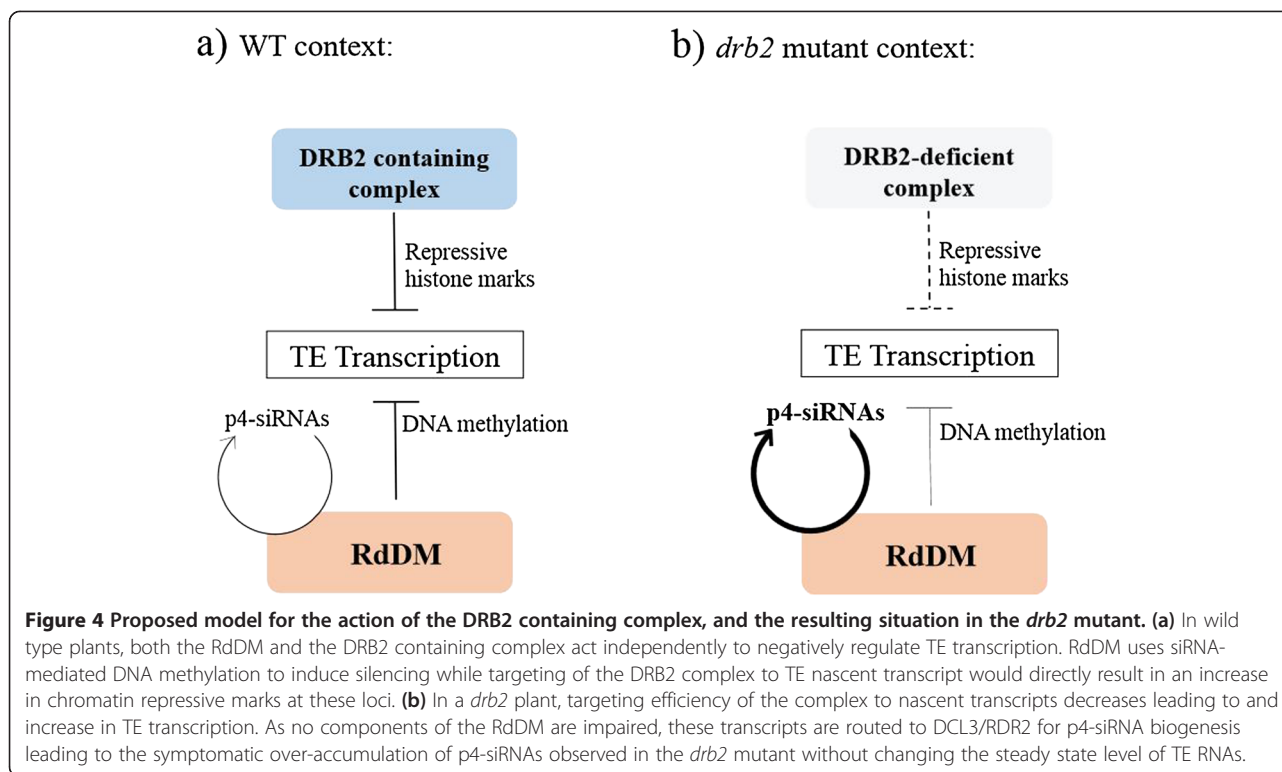 a) WT context:
b) drb2 mutant context:
DRB2 containing
complex
Repressive
histone marks
TE Transcription
p4-siRNAs
DNA methylation
RdDM
DRB2-deficient
complex
Repressive
histone marks
TE Transcription
p4-siRNAs
DNA methylation
RdDM
Figure 4 Proposed model for the action of the DRB2 containing complex, and the resulting situation in the drb2 mutant. (a) In wild
type plants, both the RdDM and the DRB2 containing complex act independently to negatively regulate TE transcription. RdDM uses siRNA-
mediated DNA methylation to induce silencing while targeting of the DRB2 complex to TE nascent transcript would directly result in an increase
in chromatin repressive marks at these loci. (b) In a drb2 plant, targeting efficiency of the complex to nascent transcripts decreases leading to and
increase in TE transcription. As no components of the RdDM are impaired, these transcripts are routed to DCL3/RDR2 for p4-siRNA biogenesis
leading to the symptomatic over-accumulation of p4-siRNAs observed in the drb2 mutant without changing the steady state level of TE RNAs.